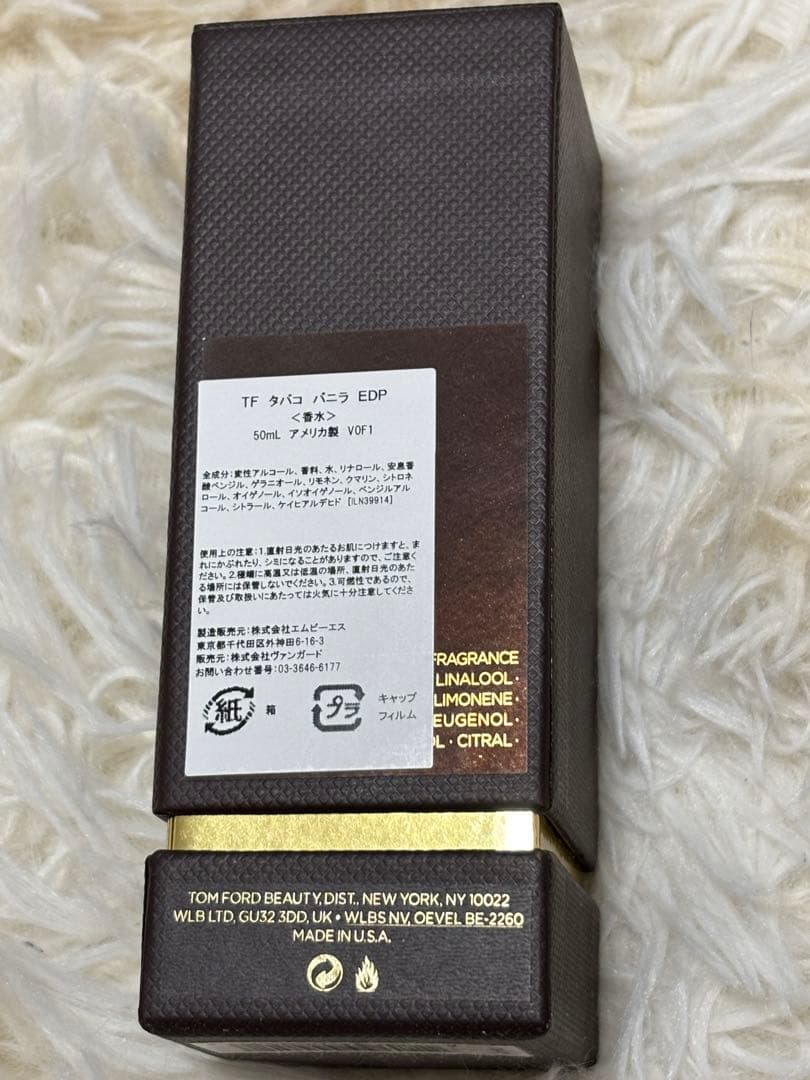 TF タバコ バニラ EDP
＜香水＞
50mL アメリカ製 V0F1
全成分：変性アルコール、香料、水、リナロール、安息香
酸ベンジル、ゲラニオール、リモネン、クマリン、シトロネ
ロール、オイゲノール、イソオイゲノール、ベンジルアル
コール、シトラール、ケイヒアルデヒド [ILN39914]
使用上の注意：1.直射日光のあたるお肌につけますと、ま
れにかぶれたり、シミになることがありますので、ご注意く
ださい。2.極端に高温又は低温の場所、直射日光のあた
る場所には保管しないでください。3.可燃性であるので、
保管及び取扱いにあたっては火気に十分注意してくださ
い。
製造販売元：株式会社エムピーエス
東京都千代田区外神田6-16-3
販売元：株式会社ヴァンガード
お問い合わせ番号：03-3646-6177
紙 箱
プラ キャップ
フィルム
FRAGRANCE
LINALOOL ·
LIMONENE ·
EUGENOL ·
OL · CITRAL ·
TOM FORD BEAUTY, DIST., NEW YORK, NY 10022
WLB LTD, GU32 3DD, UK • WLBS NV, OEVEL BE-2260
MADE IN U.S.A.